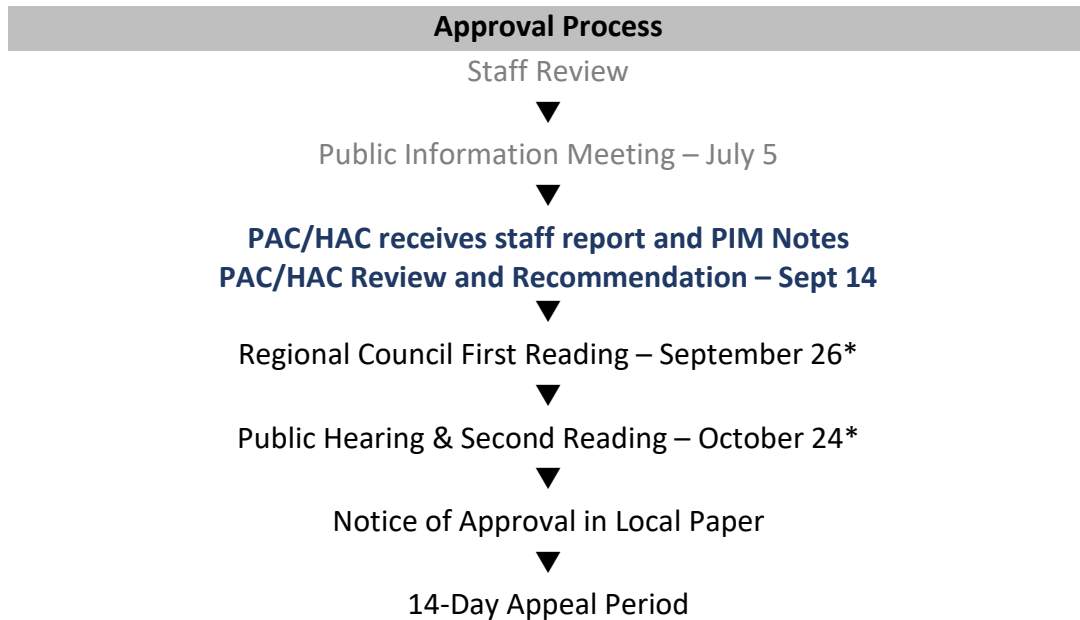 Approval Process
Staff Review
Public Information Meeting – July 5
PAC/HAC receives staff report and PIM Notes
PAC/HAC Review and Recommendation – Sept 14
Regional Council First Reading – September 26*
Public Hearing & Second Reading – October 24*
Notice of Approval in Local Paper
14-Day Appeal Period